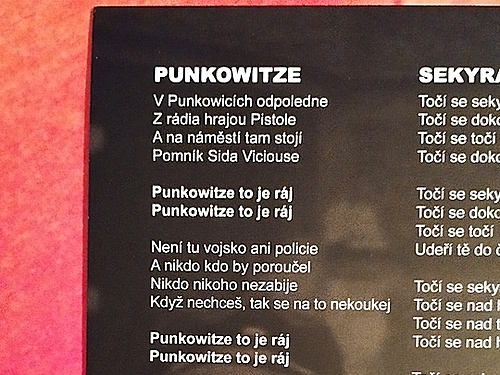 PUNKOWITZE
V Punkowicích odpoledne
Z rádia hrajou Pistole
A na náměstí tam stojí
Pomník Sida Viciouse
Punkowitze to je ráj
Punkowitze to je ráj
Není tu vojsko ani policie
A nikdo kdo by poroučel
Nikdo nikoho nezabije
Když nechceš, tak se na to nekoukej
Punkowitze to je ráj
Punkowitze to je ráj
SEKYRA
Točí se seky
Točí se doko
Točí se točí
Točí se doko
Točí se seky
Točí se doko
Točí se točí
Udeří tě do
Točí se seky
Točí se nad
Točí se nad t
Točí se nad